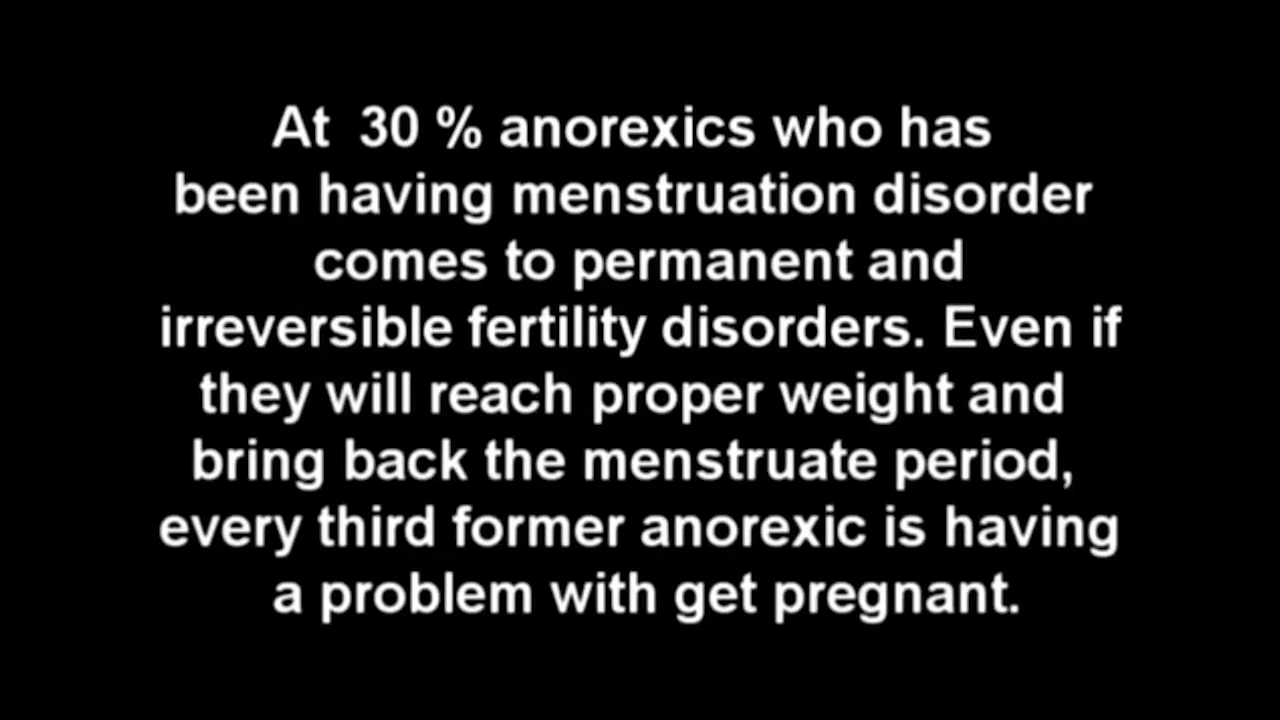 At 30 % anorexics who has
been having menstruation disorder
comes to permanent and
irreversible fertility disorders. Even if
they will reach proper weight and
bring back the menstruate period,
every third former anorexic is having
a problem with get pregnant.